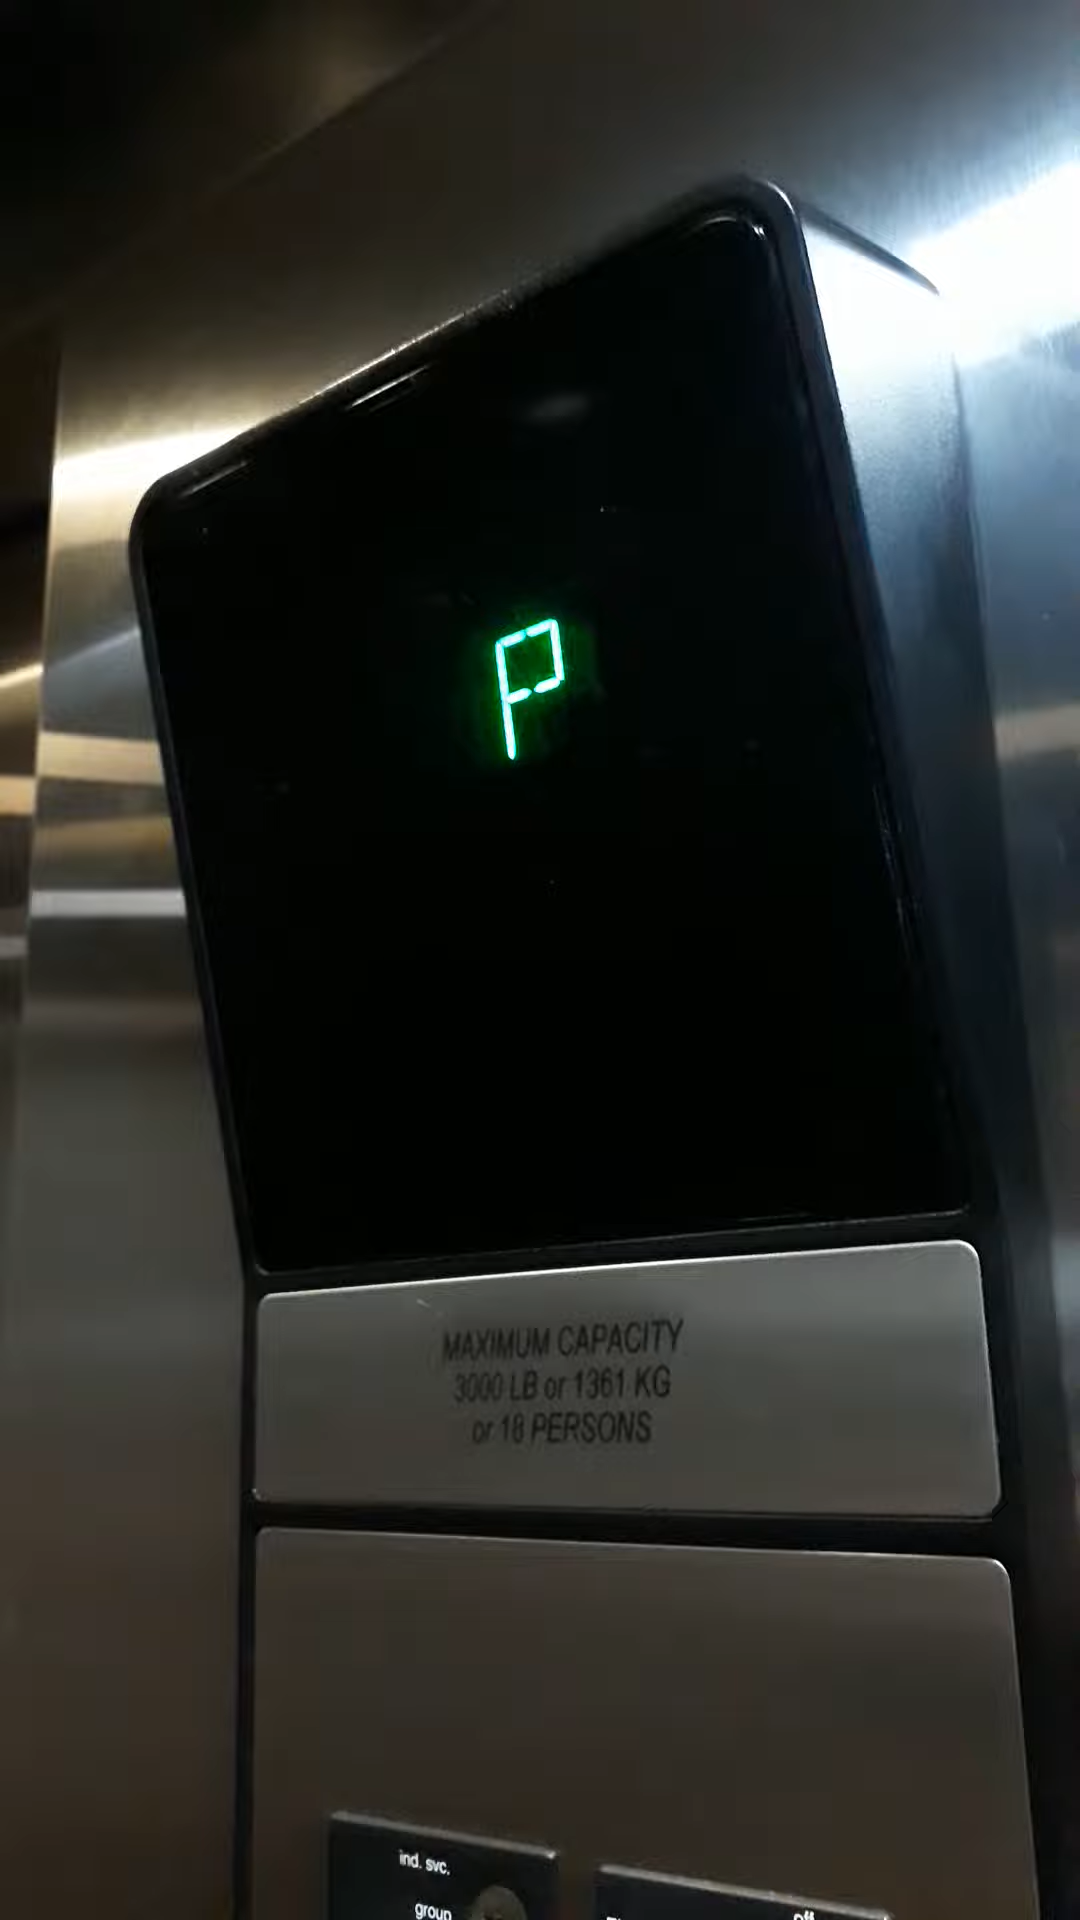 P
MAXIMUM CAPACITY
3000 LB or 1361 KG
or 18 PERSONS
ind. svc.
group
off